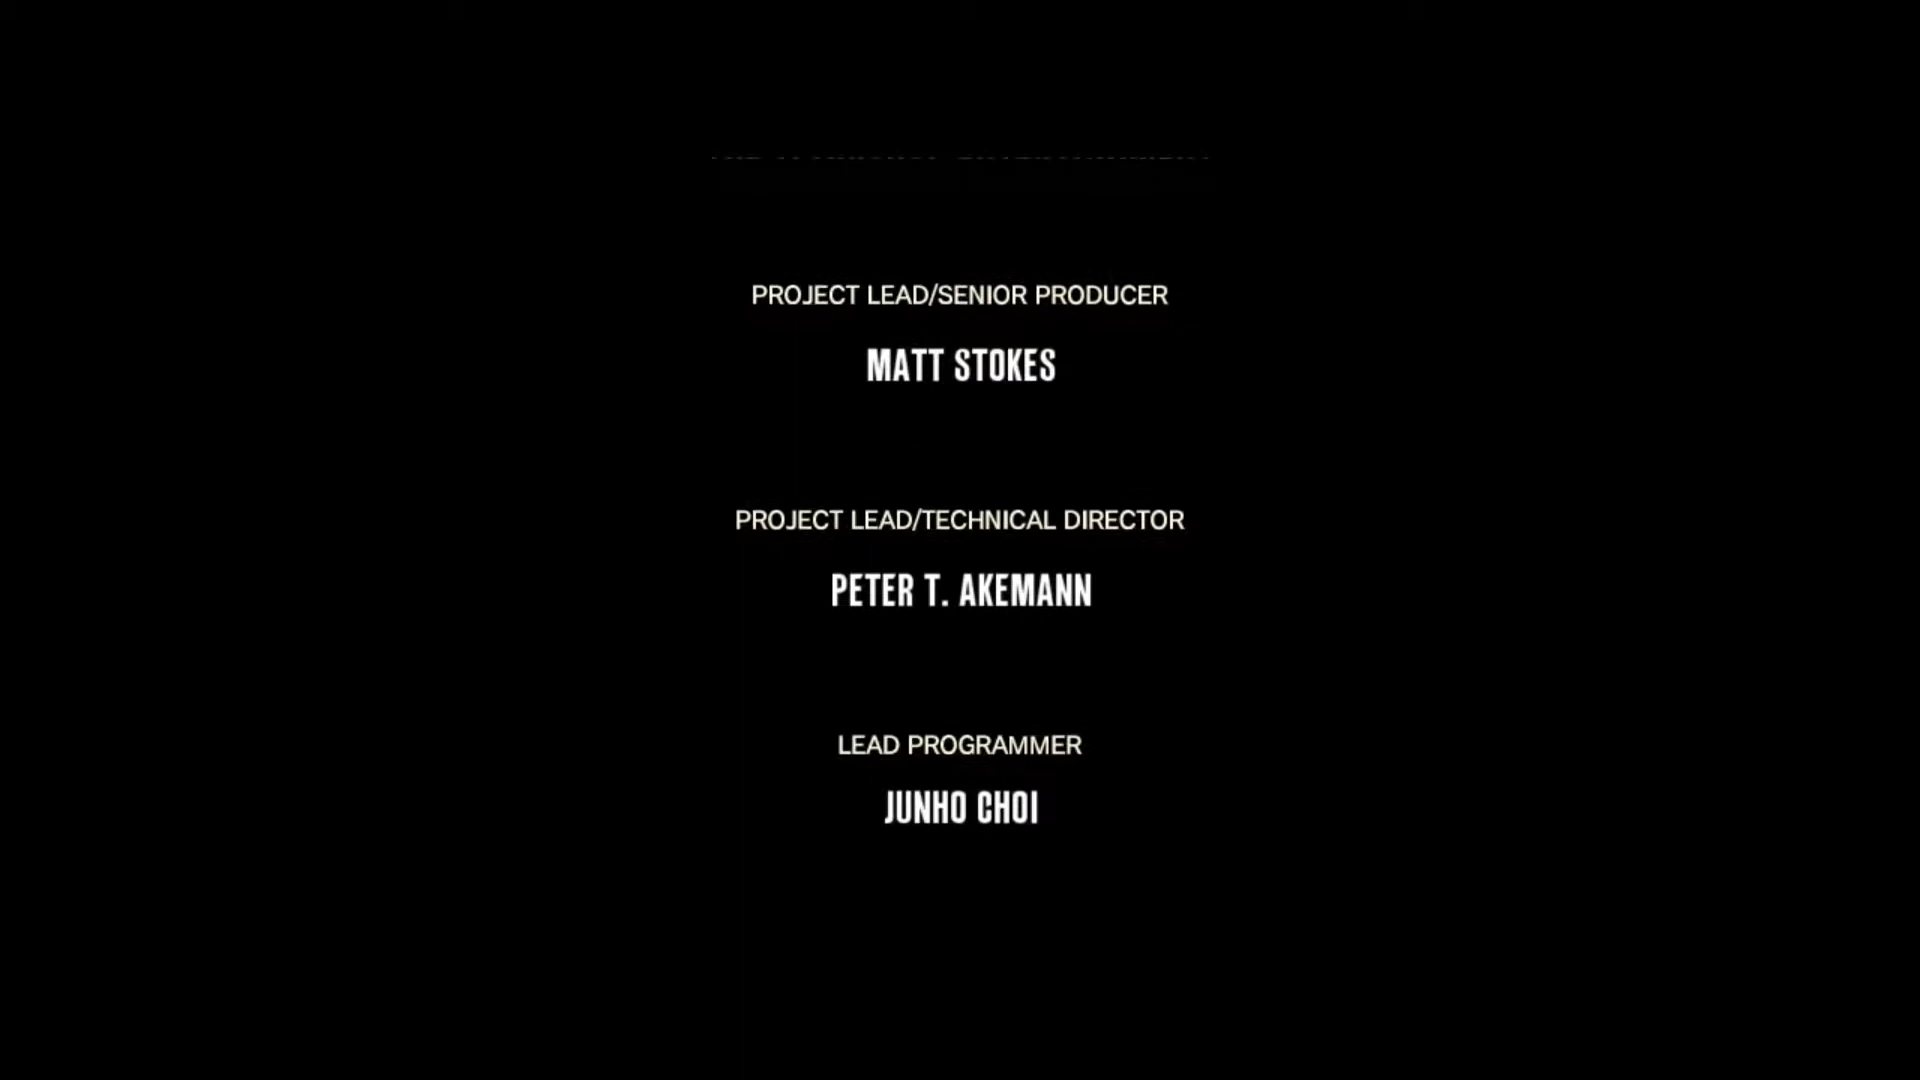 PROJECT LEAD/SENIOR PRODUCER
MATT STOKES
PROJECT LEAD/TECHNICAL DIRECTOR
PETER T. AKEMANN
LEAD PROGRAMMER
JUNHO CHOI